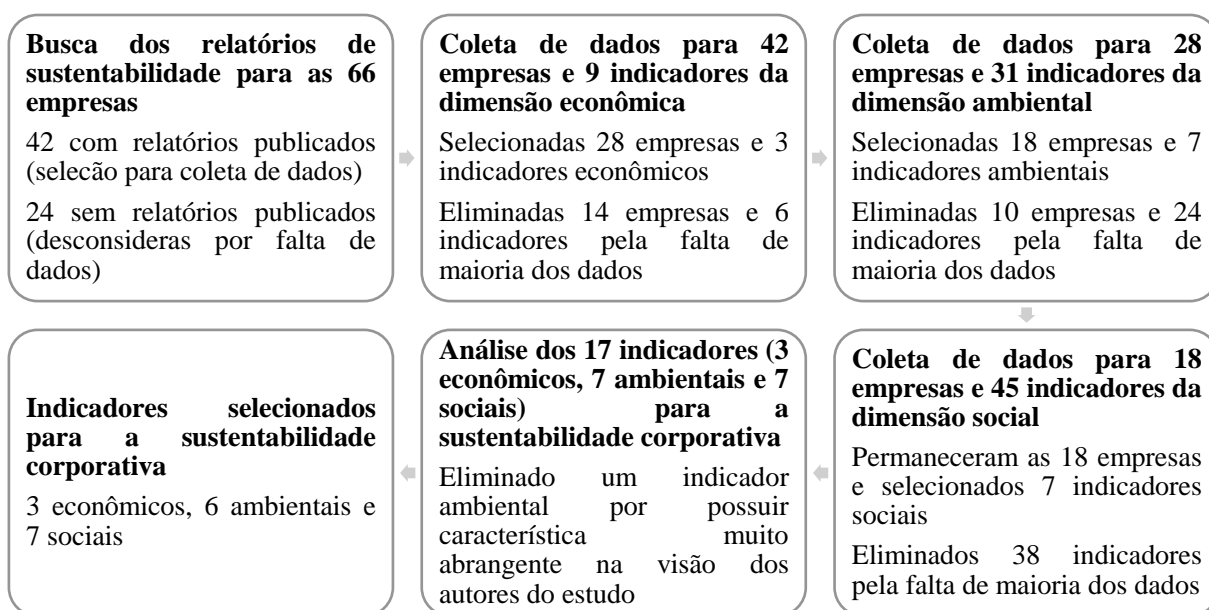 Busca dos relatórios de
sustentabilidade para as 66
empresas
42 com relatórios publicados
(selecão para coleta de dados)
24 sem relatórios publicados
(desconsideras por falta de
dados)
Coleta de dados para 42
empresas e 9 indicadores da
dimensão econômica
Selecionadas 28 empresas e 3
indicadores econômicos
Eliminadas 14 empresas e 6
indicadores pela falta de
maioria dos dados
Coleta de dados para 28
empresas e 31 indicadores da
dimensão ambiental
Selecionadas 18 empresas e 7
indicadores ambientais
Eliminadas 10 empresas e 24
indicadores pela falta de
maioria dos dados
Coleta de dados para 18
empresas e 45 indicadores da
dimensão social
Permaneceram as 18 empresas
e selecionados 7 indicadores
sociais
Eliminados 38 indicadores
pela falta de maioria dos dados
Análise dos 17 indicadores (3
econômicos, 7 ambientais e 7
sociais) para a
sustentabilidade corporativa
Eliminado um indicador
ambiental por possuir
característica muito
abrangente na visão dos
autores do estudo
Indicadores selecionados
para a sustentabilidade
corporativa
3 econômicos, 6 ambientais e
7 sociais